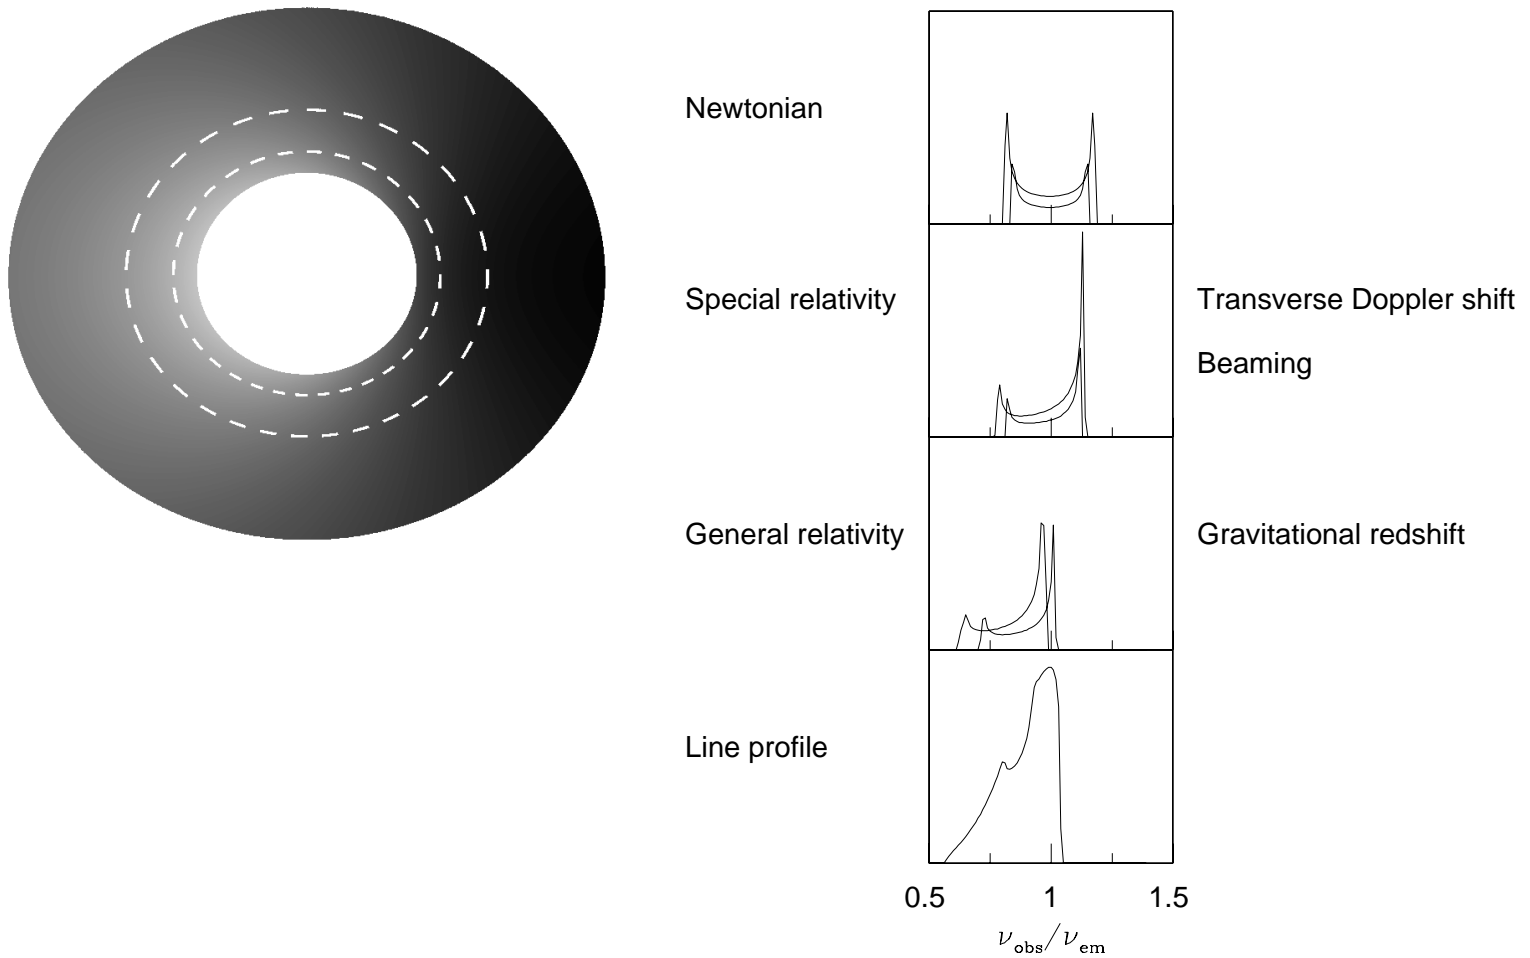 Newtonian
Special relativity
Transverse Doppler shift
Beaming
General relativity
Gravitational redshift
Line profile
0.5 1 1.5
ν_obs/ν_em